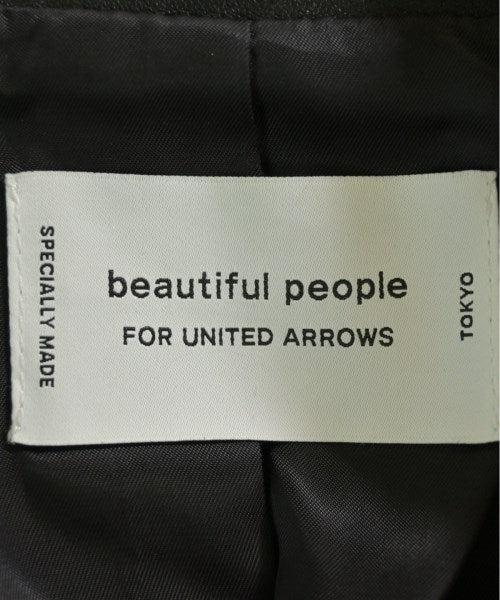 SPECIALLY MADE
beautiful people
FOR UNITED ARROWS
TOKYO